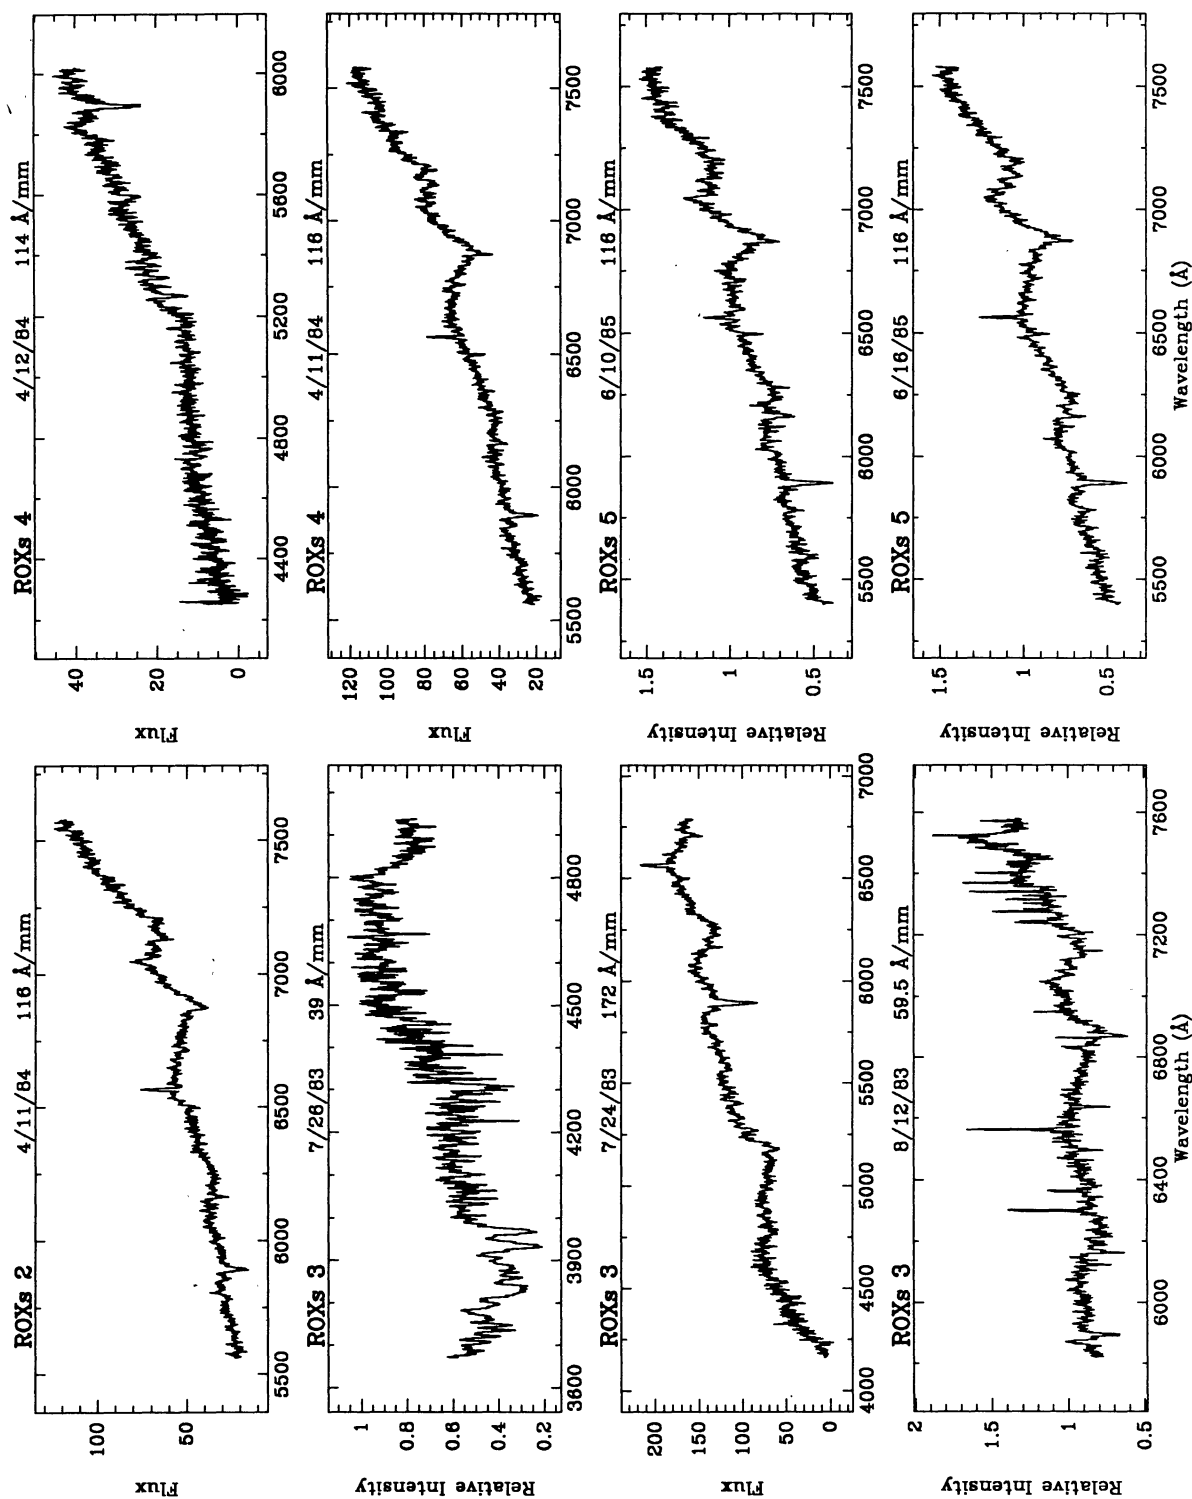 ROXs 2 4/11/84 116 Å/mm
Flux
100
50
5500 6000 6500 7000 7500
ROXs 3 7/26/83 39 Å/mm
Relative Intensity
1
0.8
0.6
0.4
0.2
3600 3900 4200 4500 4800
ROXs 3 7/24/83 172 Å/mm
Flux
200
150
100
50
0
4000 4500 5000 5500 6000 6500 7000
ROXs 3 8/12/83 59.5 Å/mm
Relative Intensity
2
1.5
1
0.5
6000 6400 6800 7200 7600
Wavelength (Å)
ROXs 4 4/12/84 114 Å/mm
Flux
40
20
0
4400 4800 5200 5600 6000
ROXs 4 4/11/84 116 Å/mm
Flux
120
100
80
60
40
20
5500 6000 6500 7000 7500
ROXs 5 6/10/85 116 Å/mm
Relative Intensity
1.5
1
0.5
5500 6000 6500 7000 7500
ROXs 5 6/16/85 116 Å/mm
Relative Intensity
1.5
1
0.5
5500 6000 6500 7000 7500
Wavelength (Å)